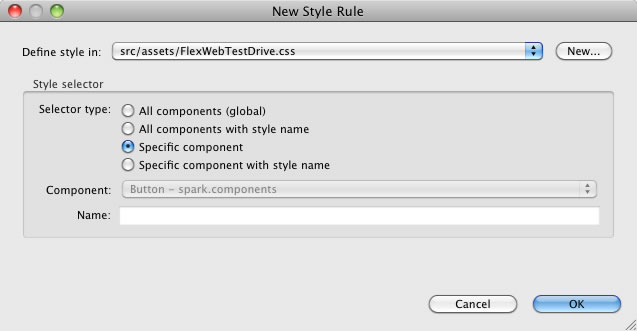 New Style Rule
Define style in: src/assets/FlexWebTestDrive.css New...
Style selector
Selector type: All components (global)
All components with style name
Specific component
Specific component with style name
Component: Button - spark.components
Name:
Cancel OK